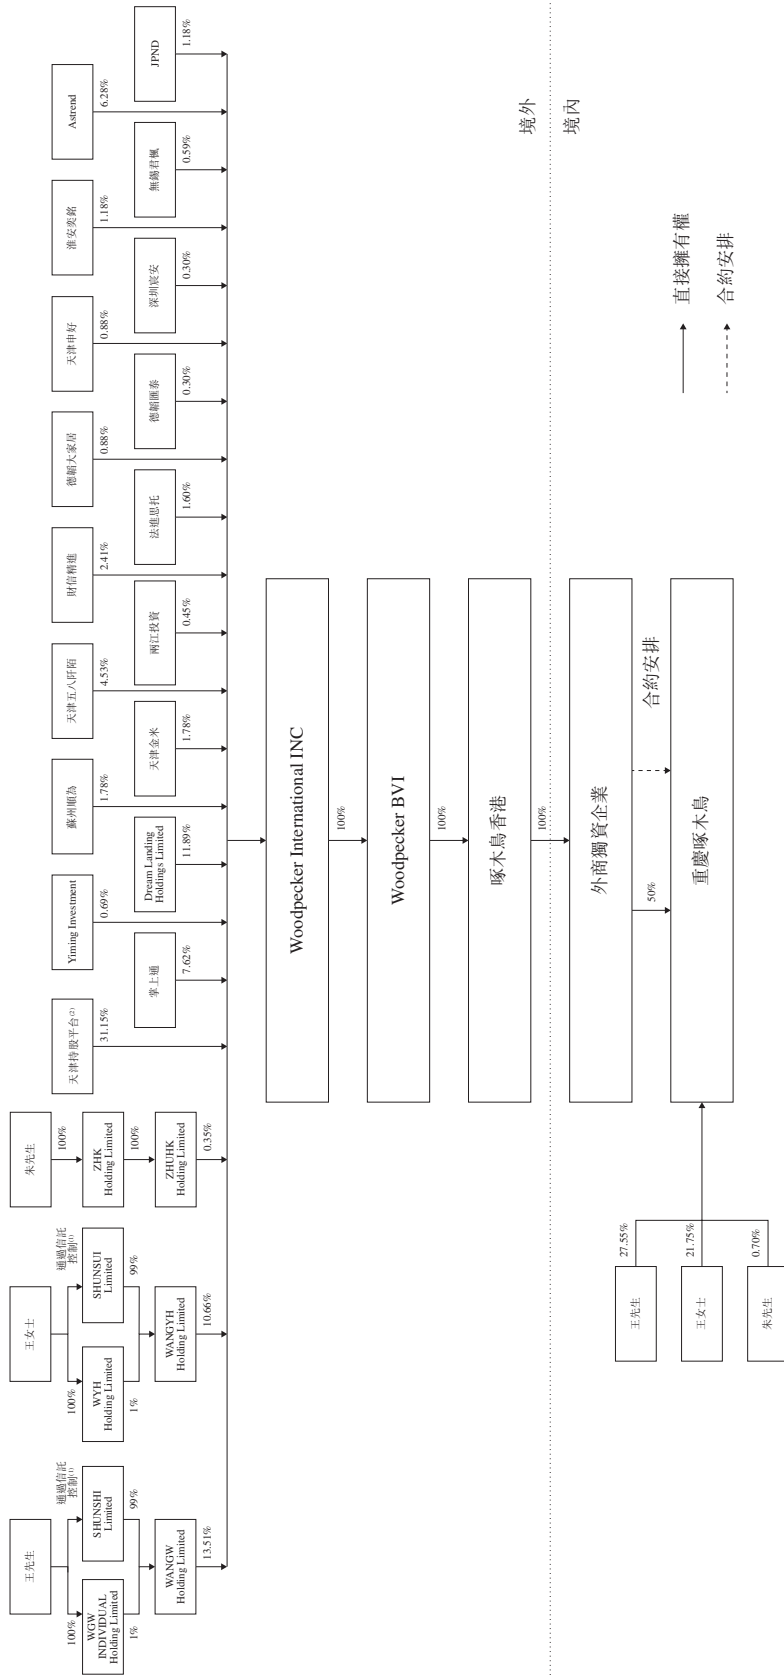 王先生
100%
通過信託
控制⁽¹⁾
WGW
INDIVIDUAL
Holding Limited
SHUNSHI
Limited
1%
99%
WANGW
Holding Limited
13.51%
王女士
100%
通過信託
控制⁽¹⁾
WYH
Holding Limited
SHUNSUI
Limited
1%
99%
WANGYH
Holding Limited
10.66%
朱先生
100%
ZHK
Holding Limited
100%
ZHUHK
Holding Limited
0.35%
天津持股平台⁽²⁾
31.15%
掌上通
7.62%
Yiming Investment
0.69%
Dream Landing
Holdings Limited
11.89%
蘇州順為
1.78%
天津金米
1.78%
天津五八阡陌
4.53%
兩江投資
0.45%
財信精進
2.41%
法進思托
1.60%
德韜大家居
0.88%
德韜匯泰
0.30%
天津申好
0.88%
深圳宸安
0.30%
淮安奕銘
1.18%
無錫君楓
0.59%
Astrend
6.28%
JPND
1.18%
Woodpecker International INC
100%
Woodpecker BVI
100%
啄木鳥香港
100%
境外
境內
外商獨資企業
50%
合約安排
王先生
27.55%
王女士
21.75%
朱先生
0.70%
重慶啄木鳥
直接擁有權
合約安排